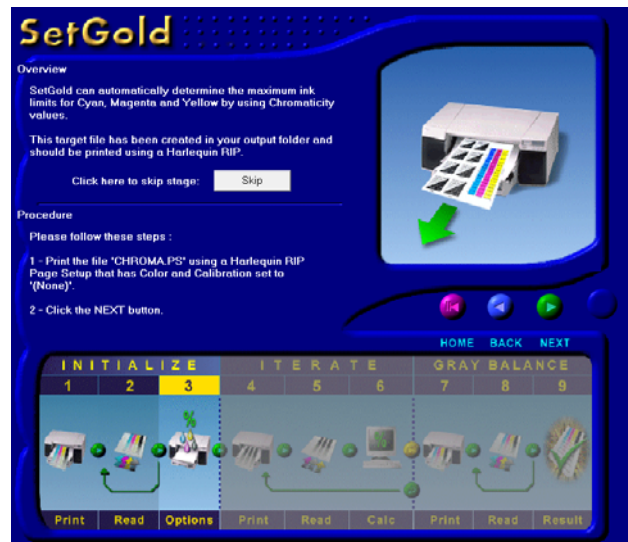 SetGold
Overview
SetGold can automatically determine the maximum ink
limits for Cyan, Magenta and Yellow by using Chromaticity
values.
This target file has been created in your output folder and
should be printed using a Harlequin RIP.
Click here to skip stage: Skip
Procedure
Please follow these steps :
1 - Print the file "CHROMA.PS" using a Harlequin RIP
Page Setup that has Color and Calibration set to
'(None)'.
2 - Click the NEXT button.
HOME BACK NEXT
INITIALIZE ITERATE GRAY BALANCE
1 2 3 4 5 6 7 8 9
%
Print Read Options Print Read Calc Print Read Result